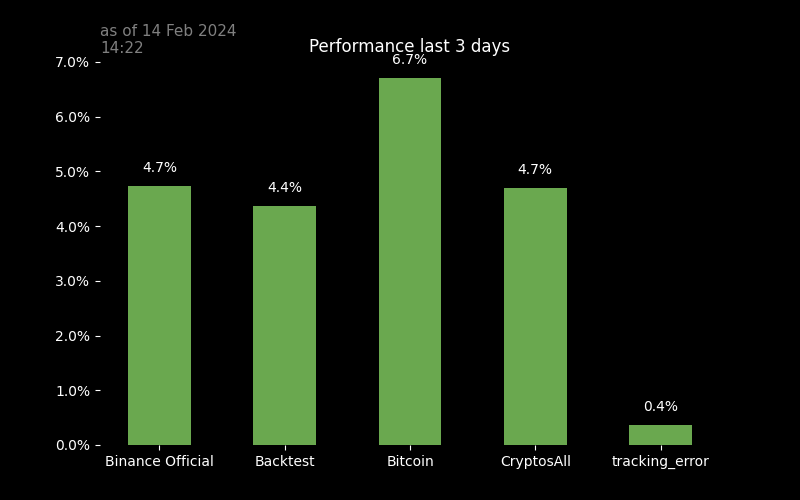 as of 14 Feb 2024
14:22
Performance last 3 days
7.0%
6.0%
5.0%
4.0%
3.0%
2.0%
1.0%
0.0%
4.7%
4.4%
6.7%
4.7%
0.4%
Binance Official
Backtest
Bitcoin
CryptosAll
tracking_error